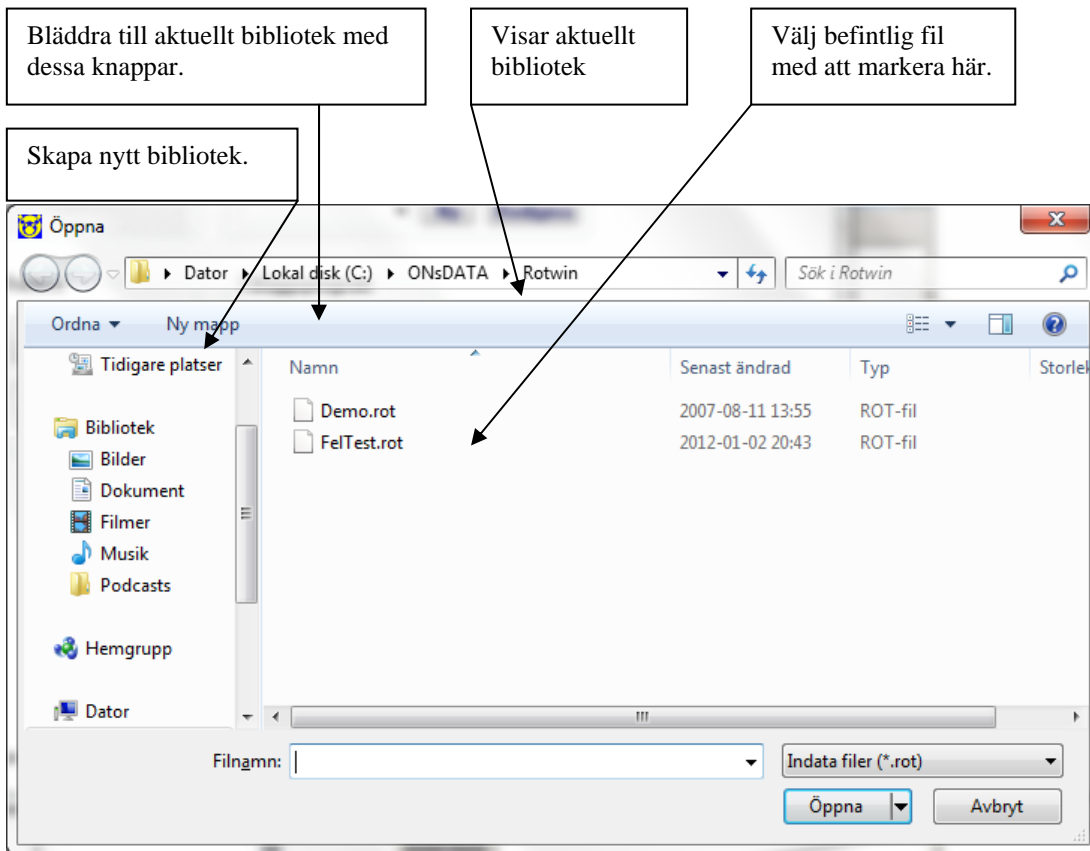 Bläddra till aktuellt bibliotek med
dessa knappar.
Visar aktuellt
bibliotek
Välj befintlig fil
med att markera här.
Skapa nytt bibliotek.
Öppna
Dator Lokal disk (C:) ONsDATA Rotwin
Sök i Rotwin
Ordna Ny mapp
Tidigare platser
Bibliotek
Bilder
Dokument
Filmer
Musik
Podcasts
Hemgrupp
Dator
Namn Senast ändrad Typ Storlek
Demo.rot 2007-08-11 13:55 ROT-fil
FelTest.rot 2012-01-02 20:43 ROT-fil
Filnamn: Indata filer (*.rot)
Öppna Avbryt